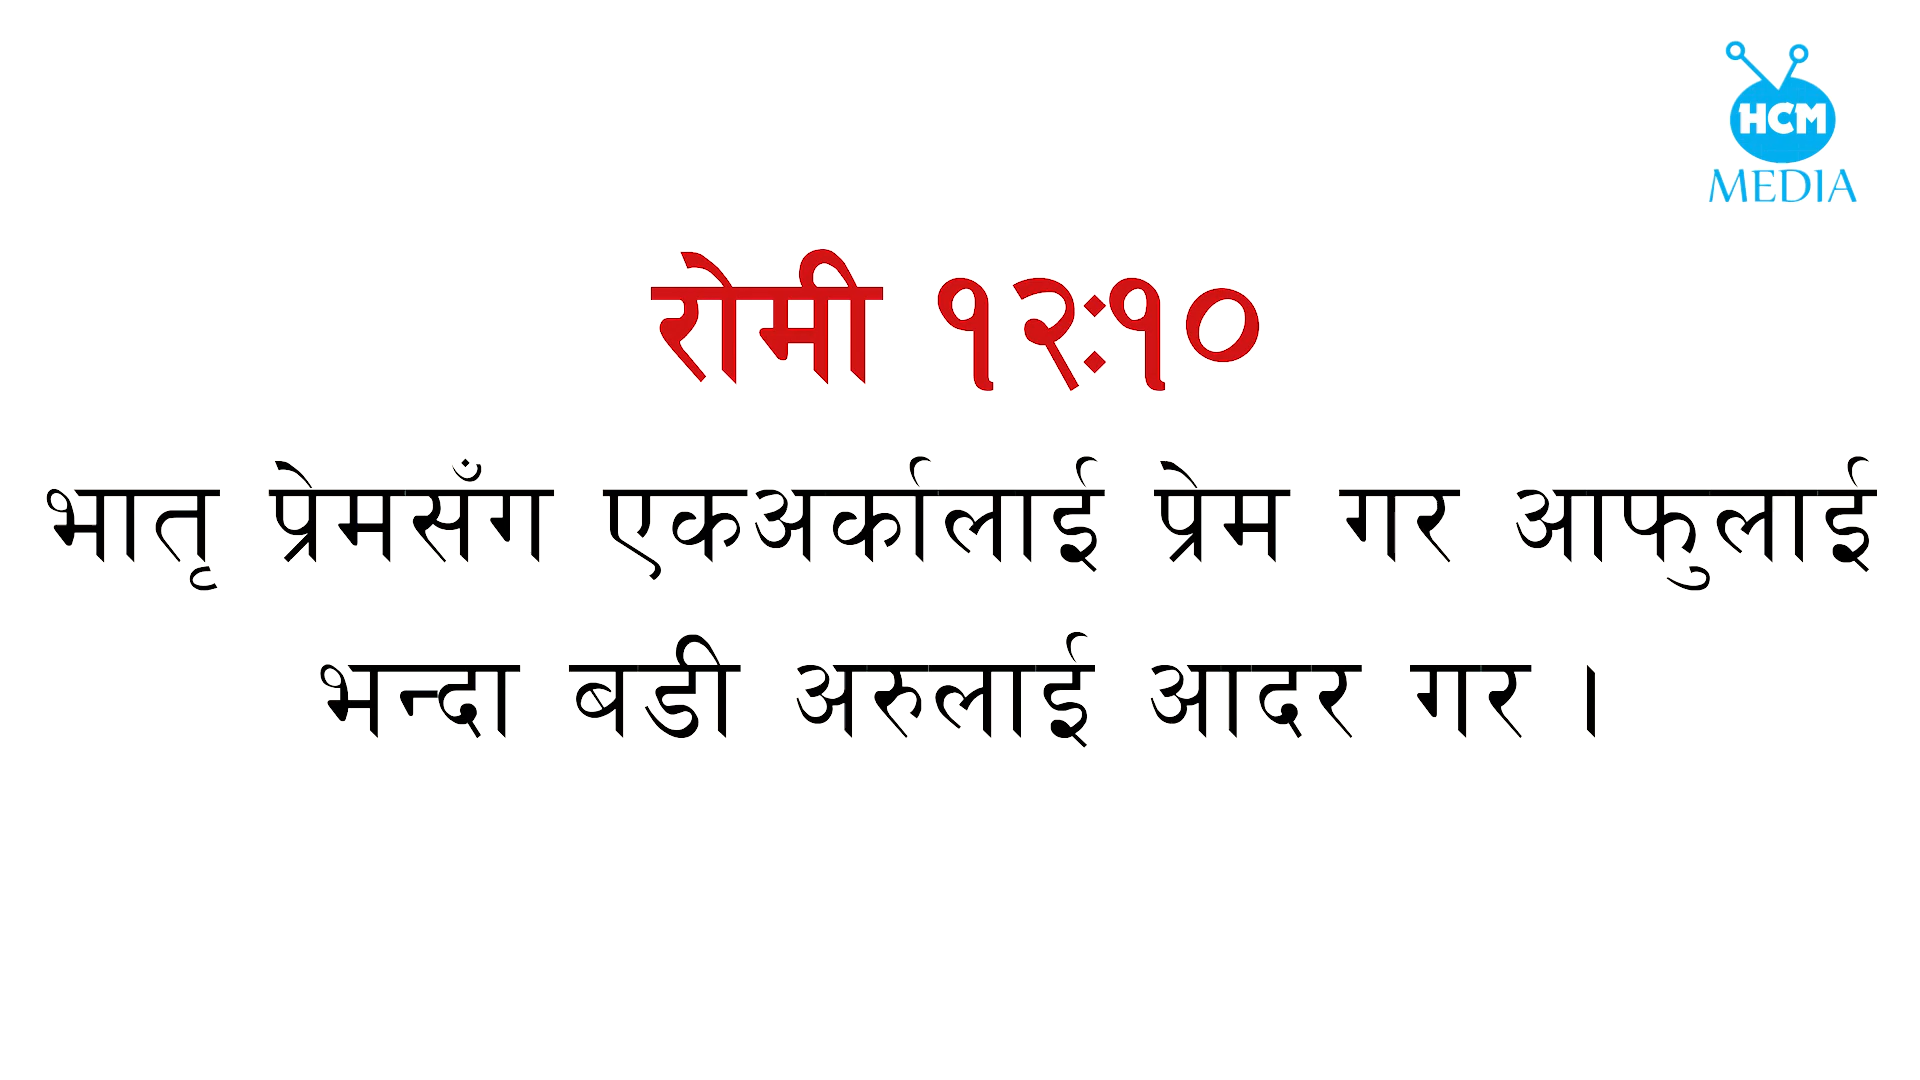 HCM
MEDIA
रोमी १२:१०
भातृ प्रेमसँग एकअर्कालाई प्रेम गर आफुलाई
भन्दा बडी अरुलाई आदर गर ।